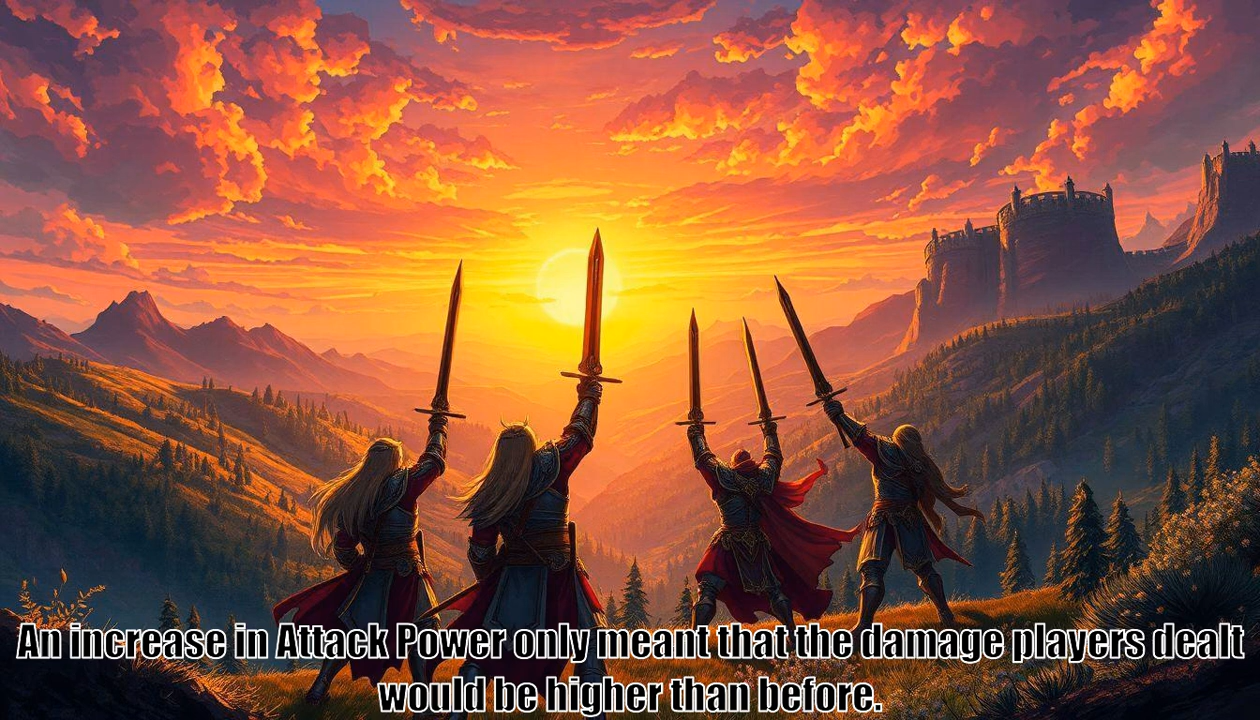 An increase in Attack Power only meant that the damage players dealt
would be higher than before.